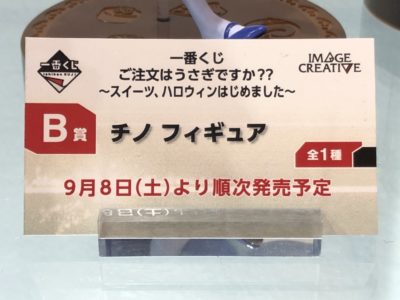 一番くじ
ICHIBAN KUJI
一番くじ
ご注文はうさぎですか??
～スイーツ、ハロウィンはじめました～
IMAGE
CREATIVE
B賞
チノ フィギュア
全1種
9月8日(土)より順次発売予定